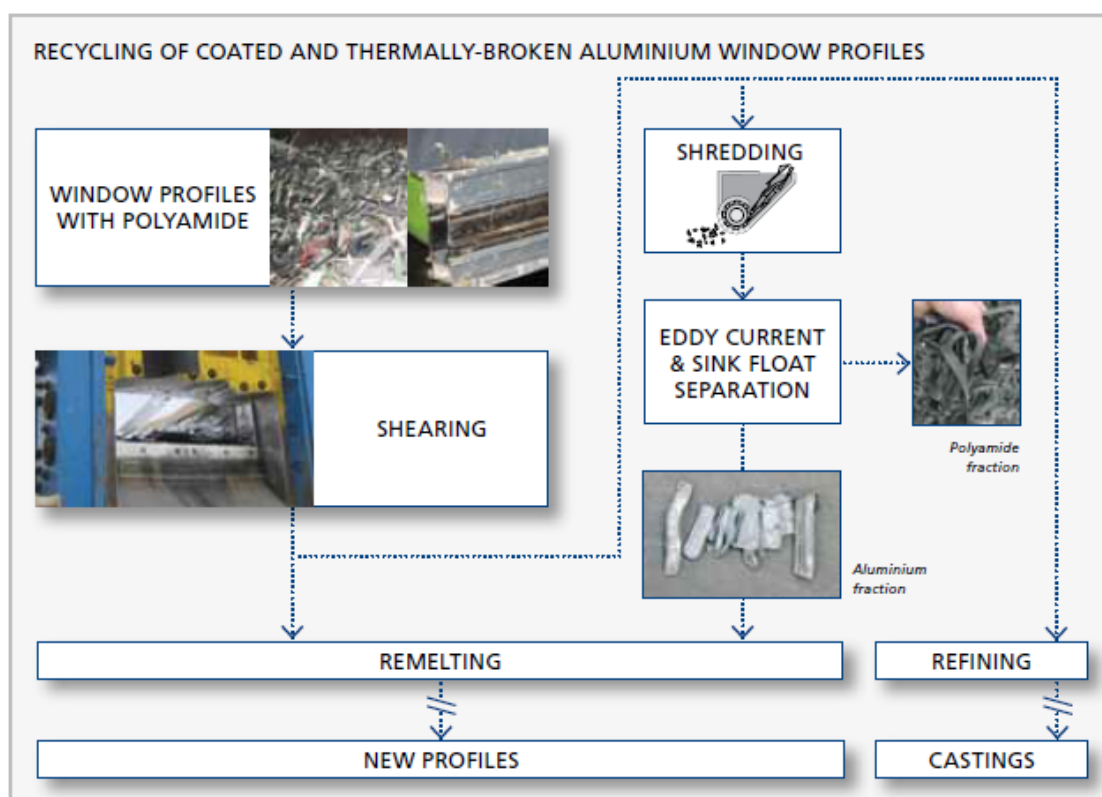 RECYCLING OF COATED AND THERMALLY-BROKEN ALUMINIUM WINDOW PROFILES
WINDOW PROFILES
WITH POLYAMIDE
SHEARING
SHREDDING
EDDY CURRENT
& SINK FLOAT
SEPARATION
Polyamide
fraction
Aluminium
fraction
REMELTING
REFINING
NEW PROFILES
CASTINGS